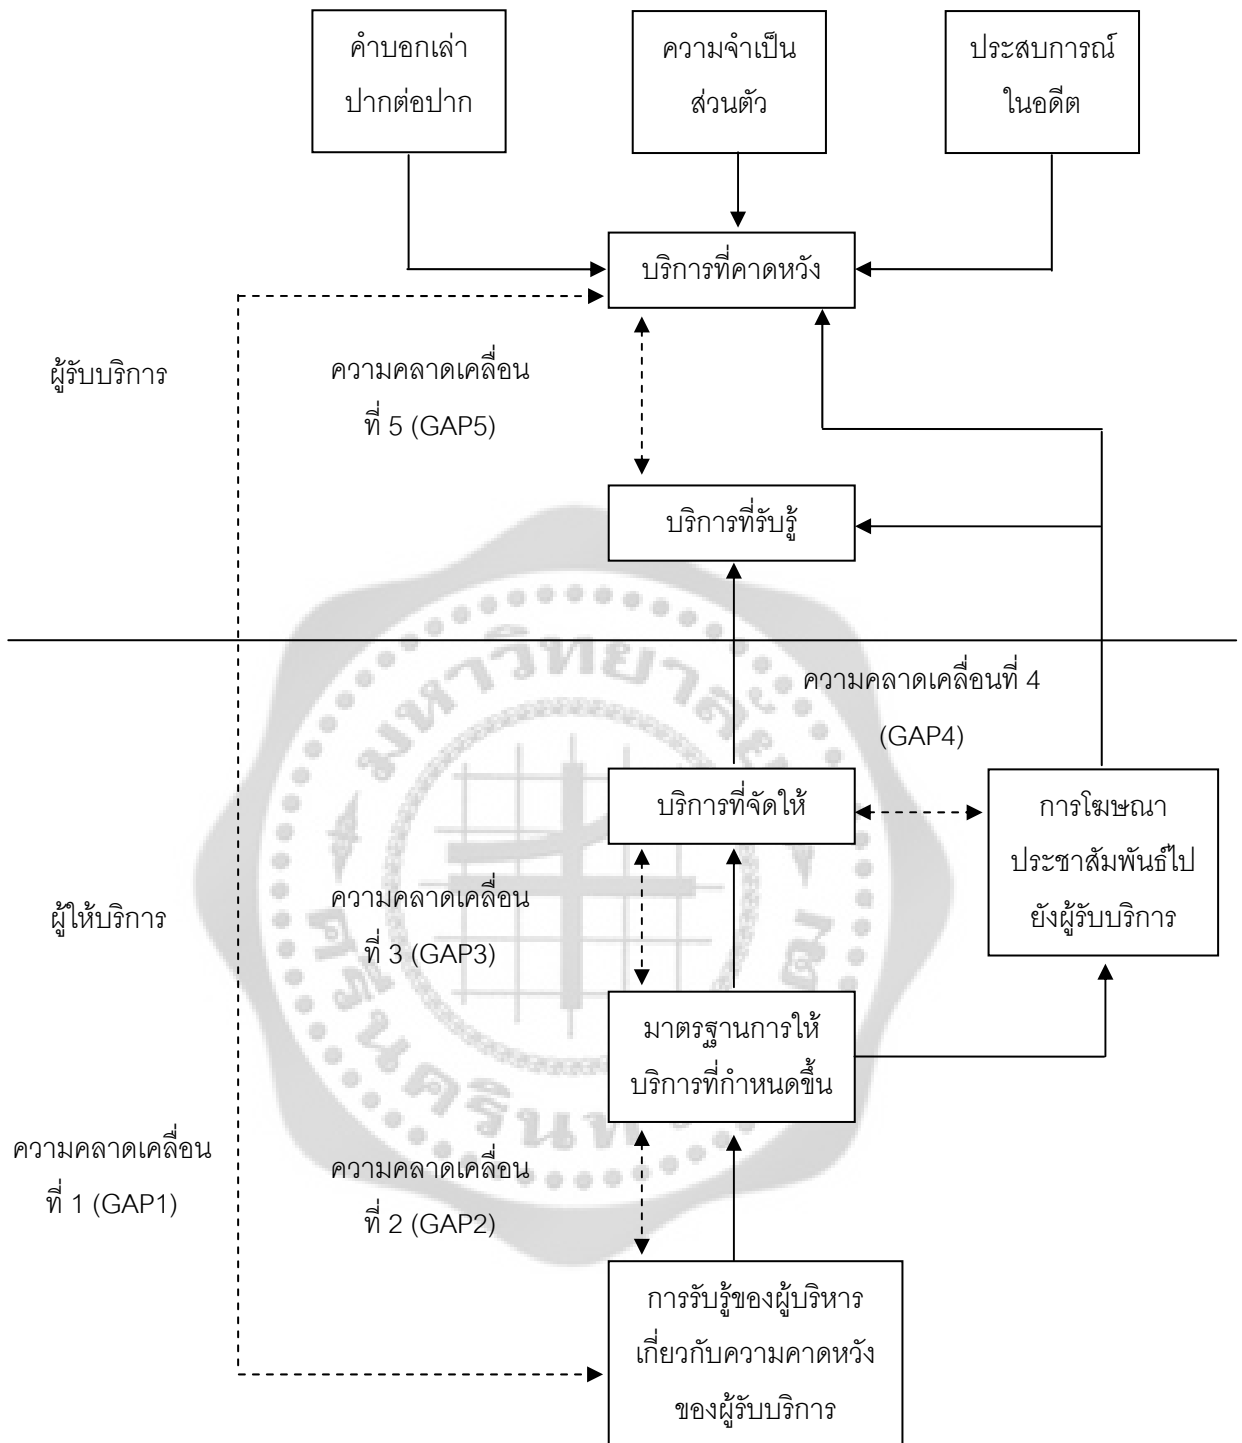 คำบอกเล่า
ปากต่อปาก
ความจำเป็น
ส่วนตัว
ประสบการณ์
ในอดีต
บริการที่คาดหวัง
ผู้รับบริการ
ความคลาดเคลื่อน
ที่ 5 (GAP5)
บริการที่รับรู้
ความคลาดเคลื่อนที่ 4
(GAP4)
บริการที่จัดให้
การโฆษณา
ประชาสัมพันธ์ไป
ยังผู้รับบริการ
ผู้ให้บริการ
ความคลาดเคลื่อน
ที่ 3 (GAP3)
มาตรฐานการให้
บริการที่กำหนดขึ้น
ความคลาดเคลื่อน
ที่ 1 (GAP1)
ความคลาดเคลื่อน
ที่ 2 (GAP2)
การรับรู้ของผู้บริหาร
เกี่ยวกับความคาดหวัง
ของผู้รับบริการ